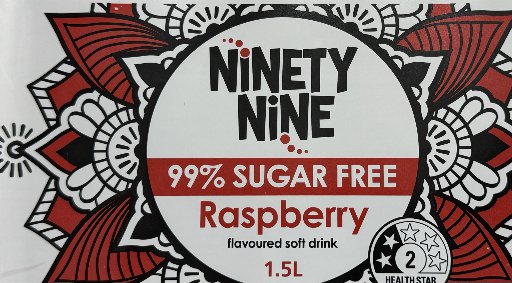 NiNETY
NiNE
99% SUGAR FREE
Raspberry
flavoured soft drink
1.5L
2
HEALTH STAR